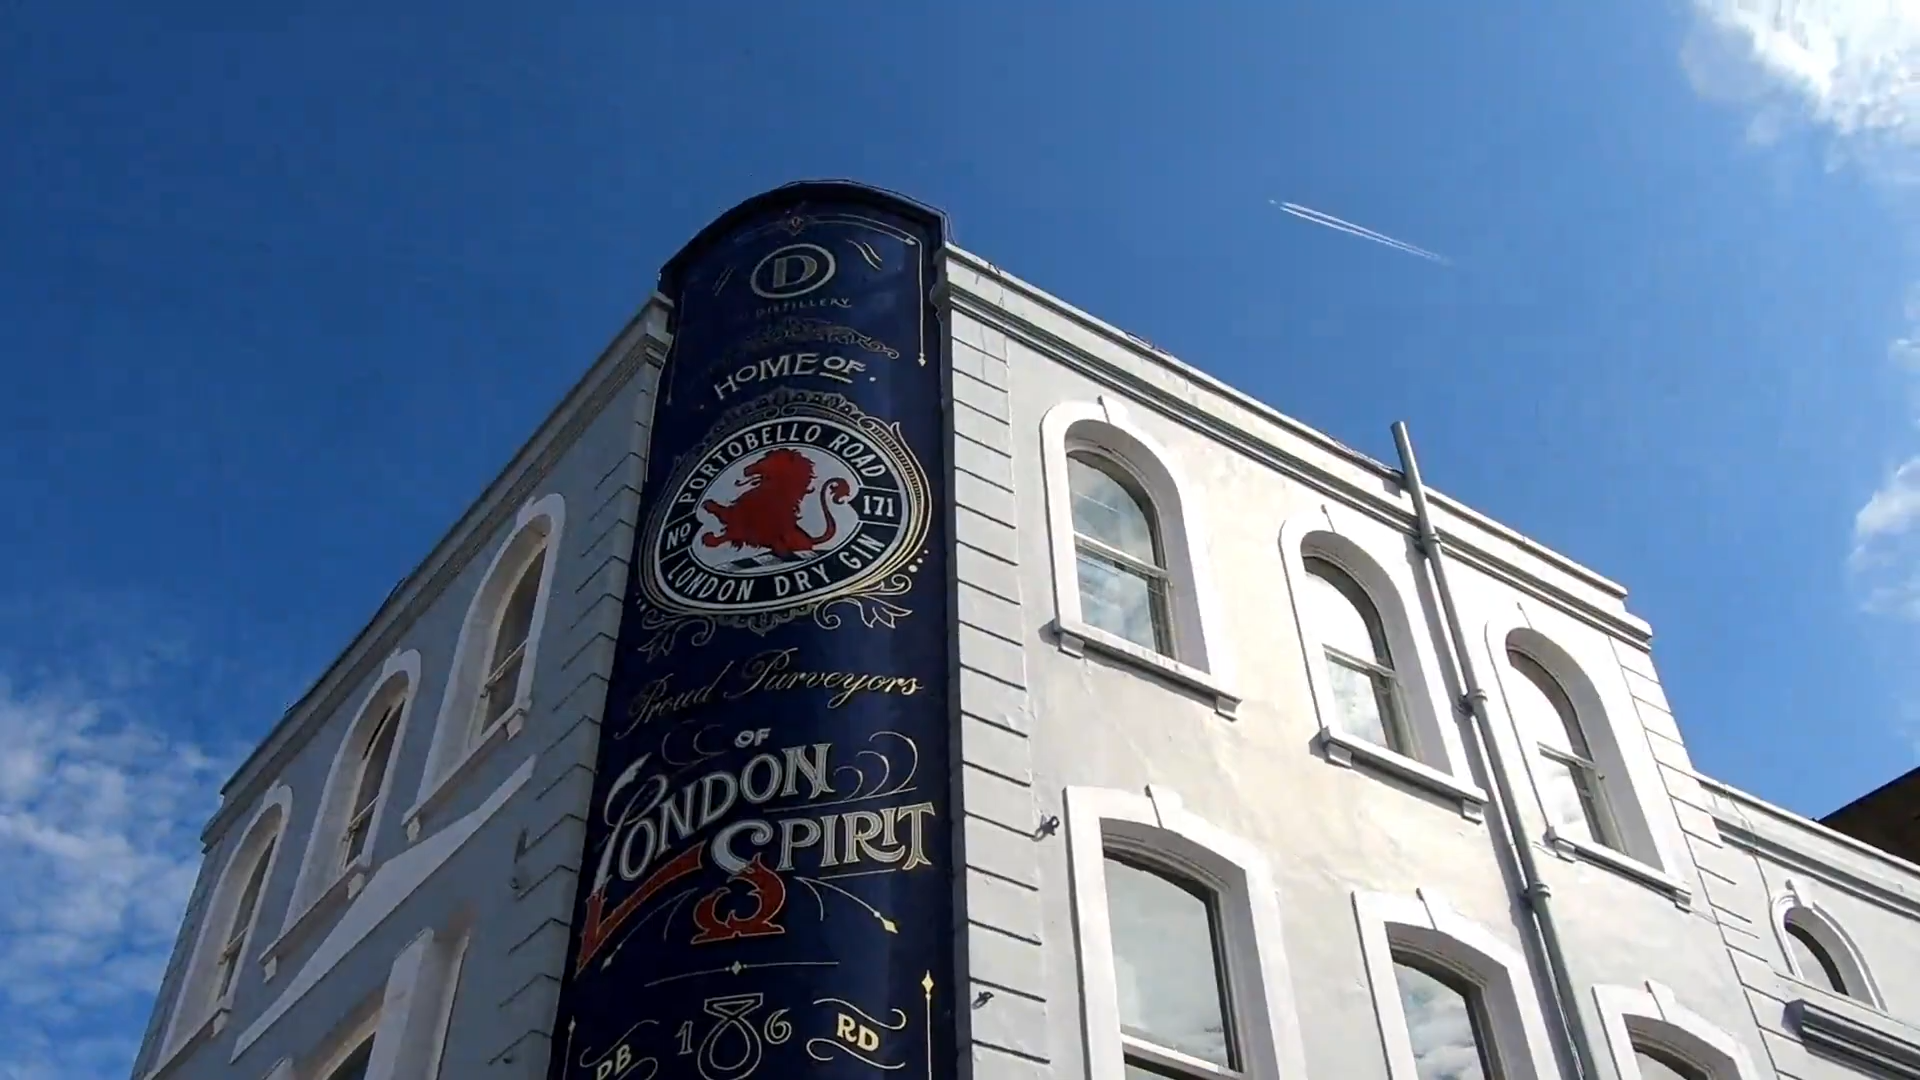 D
DISTILLERY
HOME OF
PORTOBELLO ROAD
No 171
LONDON DRY GIN
Proud Purveyors
OF
LONDON
SPIRIT
PB 186 RD